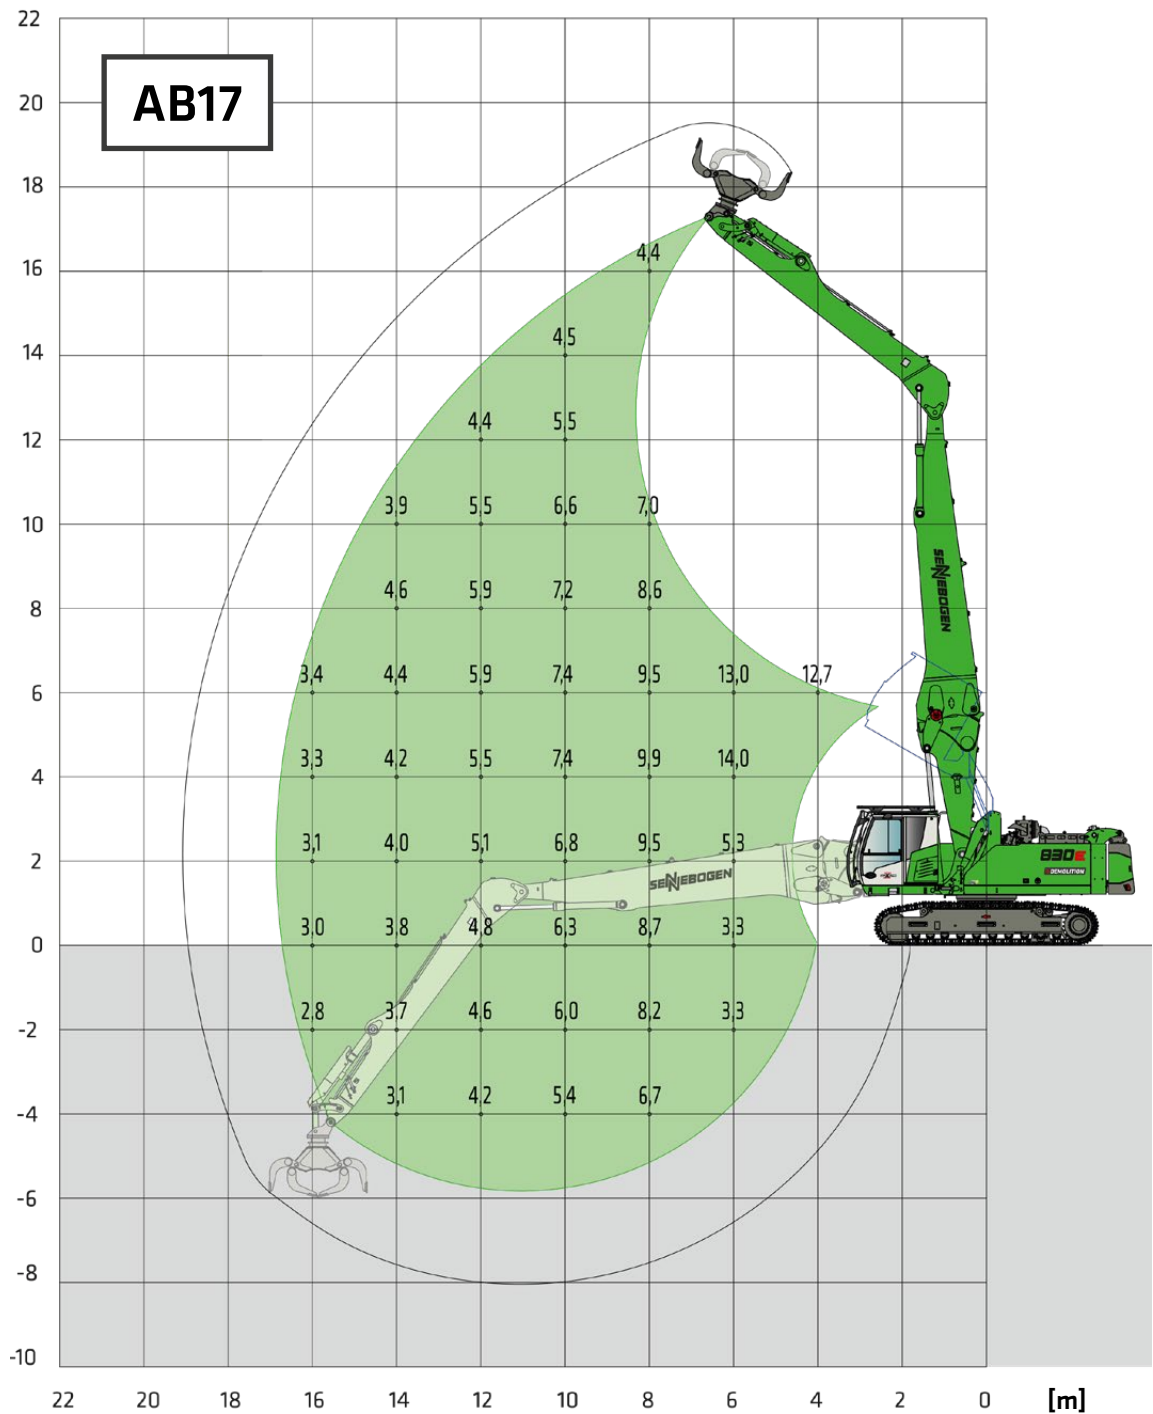 22
AB17
20
18
16
4,4
14
4,5
12
4,4 5,5
10
3,9 5,5 6,6 7,0
SENNEBOGEN
8
4,6 5,9 7,2 8,6
6
3,4 4,4 5,9 7,4 9,5 13,0 12,7
4
3,3 4,2 5,5 7,4 9,9 14,0
2
3,1 4,0 5,1 6,8 9,5 5,3
830E
DEMOLITION
SENNEBOGEN
0
3,0 3,8 4,8 6,3 8,7 3,3
-2
2,8 3,7 4,6 6,0 8,2 3,3
-4
3,1 4,2 5,4 6,7
-6
-8
-10
22 20 18 16 14 12 10 8 6 4 2 0 [m]